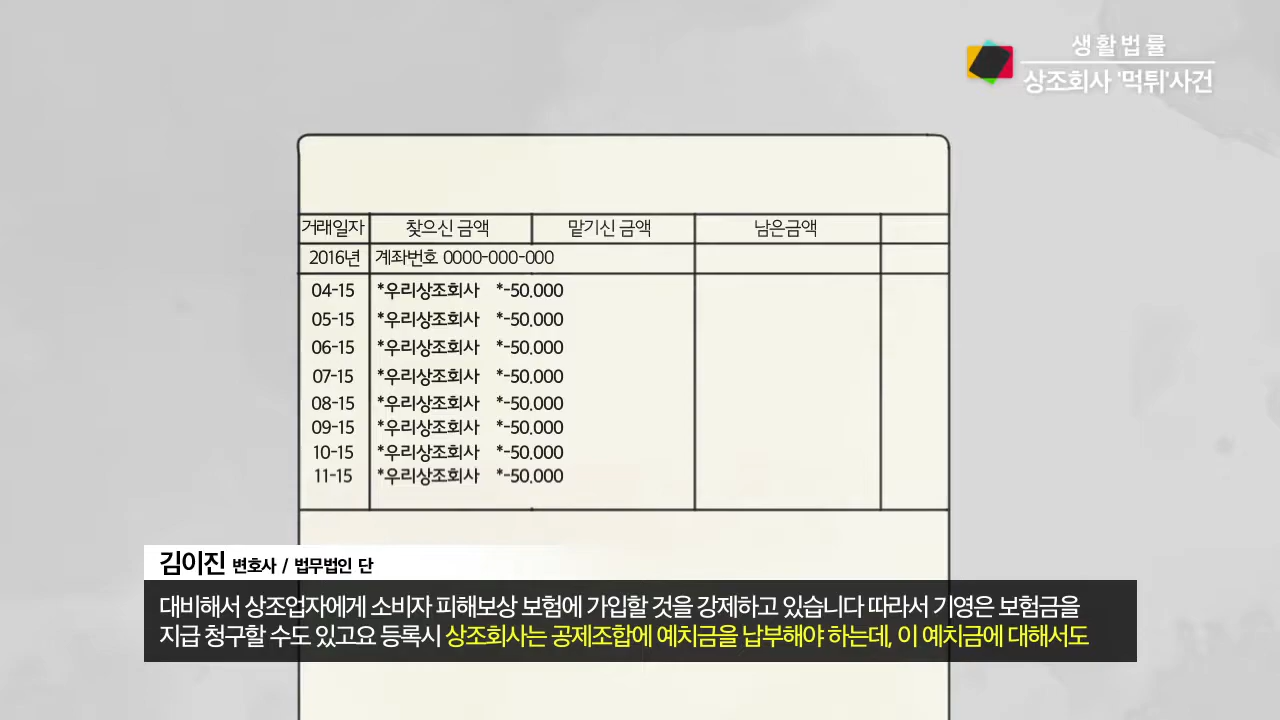 생활법률
상조회사 '먹튀'사건
거래일자 찾으신 금액 맡기신 금액 남은금액
2016년 계좌번호 0000-000-000
04-15 *우리상조회사 *-50.000
05-15 *우리상조회사 *-50.000
06-15 *우리상조회사 *-50.000
07-15 *우리상조회사 *-50.000
08-15 *우리상조회사 *-50.000
09-15 *우리상조회사 *-50.000
10-15 *우리상조회사 *-50.000
11-15 *우리상조회사 *-50.000
김이진 변호사 / 법무법인 단
대비해서 상조업자에게 소비자 피해보상 보험에 가입할 것을 강제하고 있습니다 따라서 기영은 보험금을
지급 청구할 수도 있고요 등록시 상조회사는 공제조합에 예치금을 납부해야 하는데, 이 예치금에 대해서도